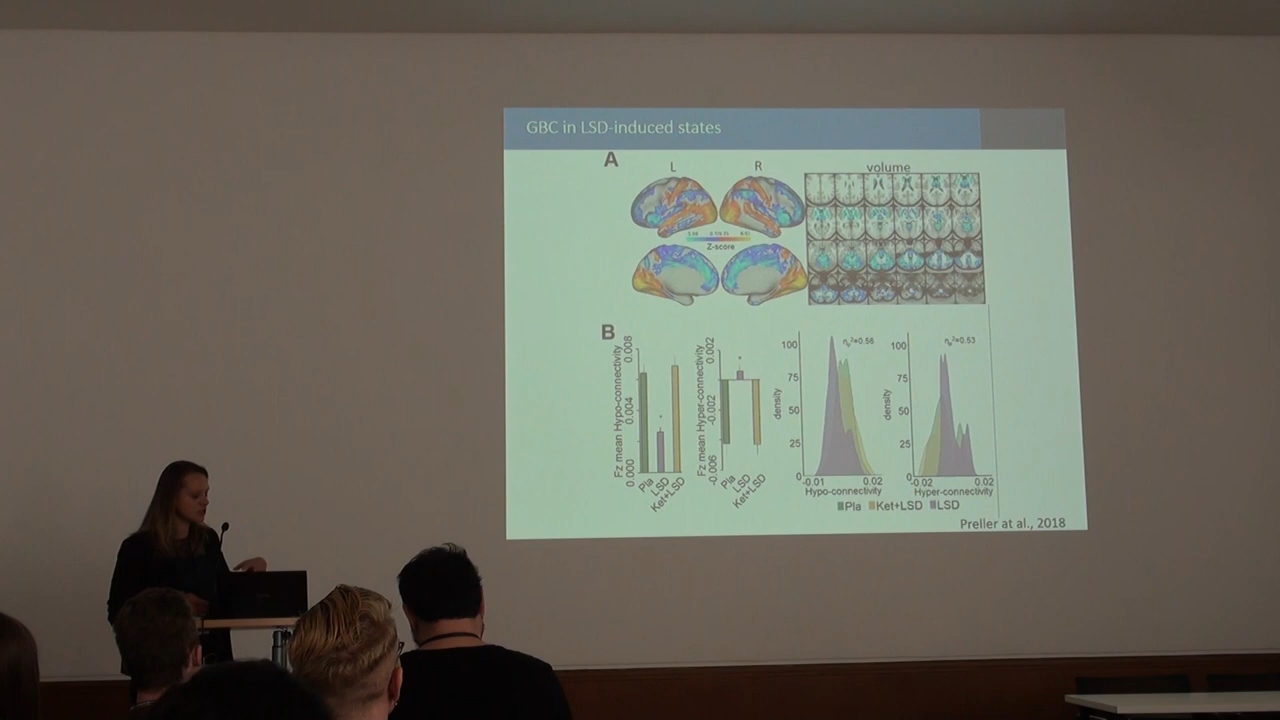 GBC in LSD-induced states
A
L
R
volume
Z-score
B
Fz mean Hypo-connectivity
0.008
0.004
0.000
Pla
LSD
Ket+LSD
Fz mean Hyper-connectivity
0.002
-0.002
-0.006
Pla
LSD
Ket+LSD
density
100
75
50
25
0
-0.01
0.02
Hypo-connectivity
density
100
75
50
25
0
-0.02
0.02
Hyper-connectivity
Pla Ket+LSD LSD
Preller at al., 2018